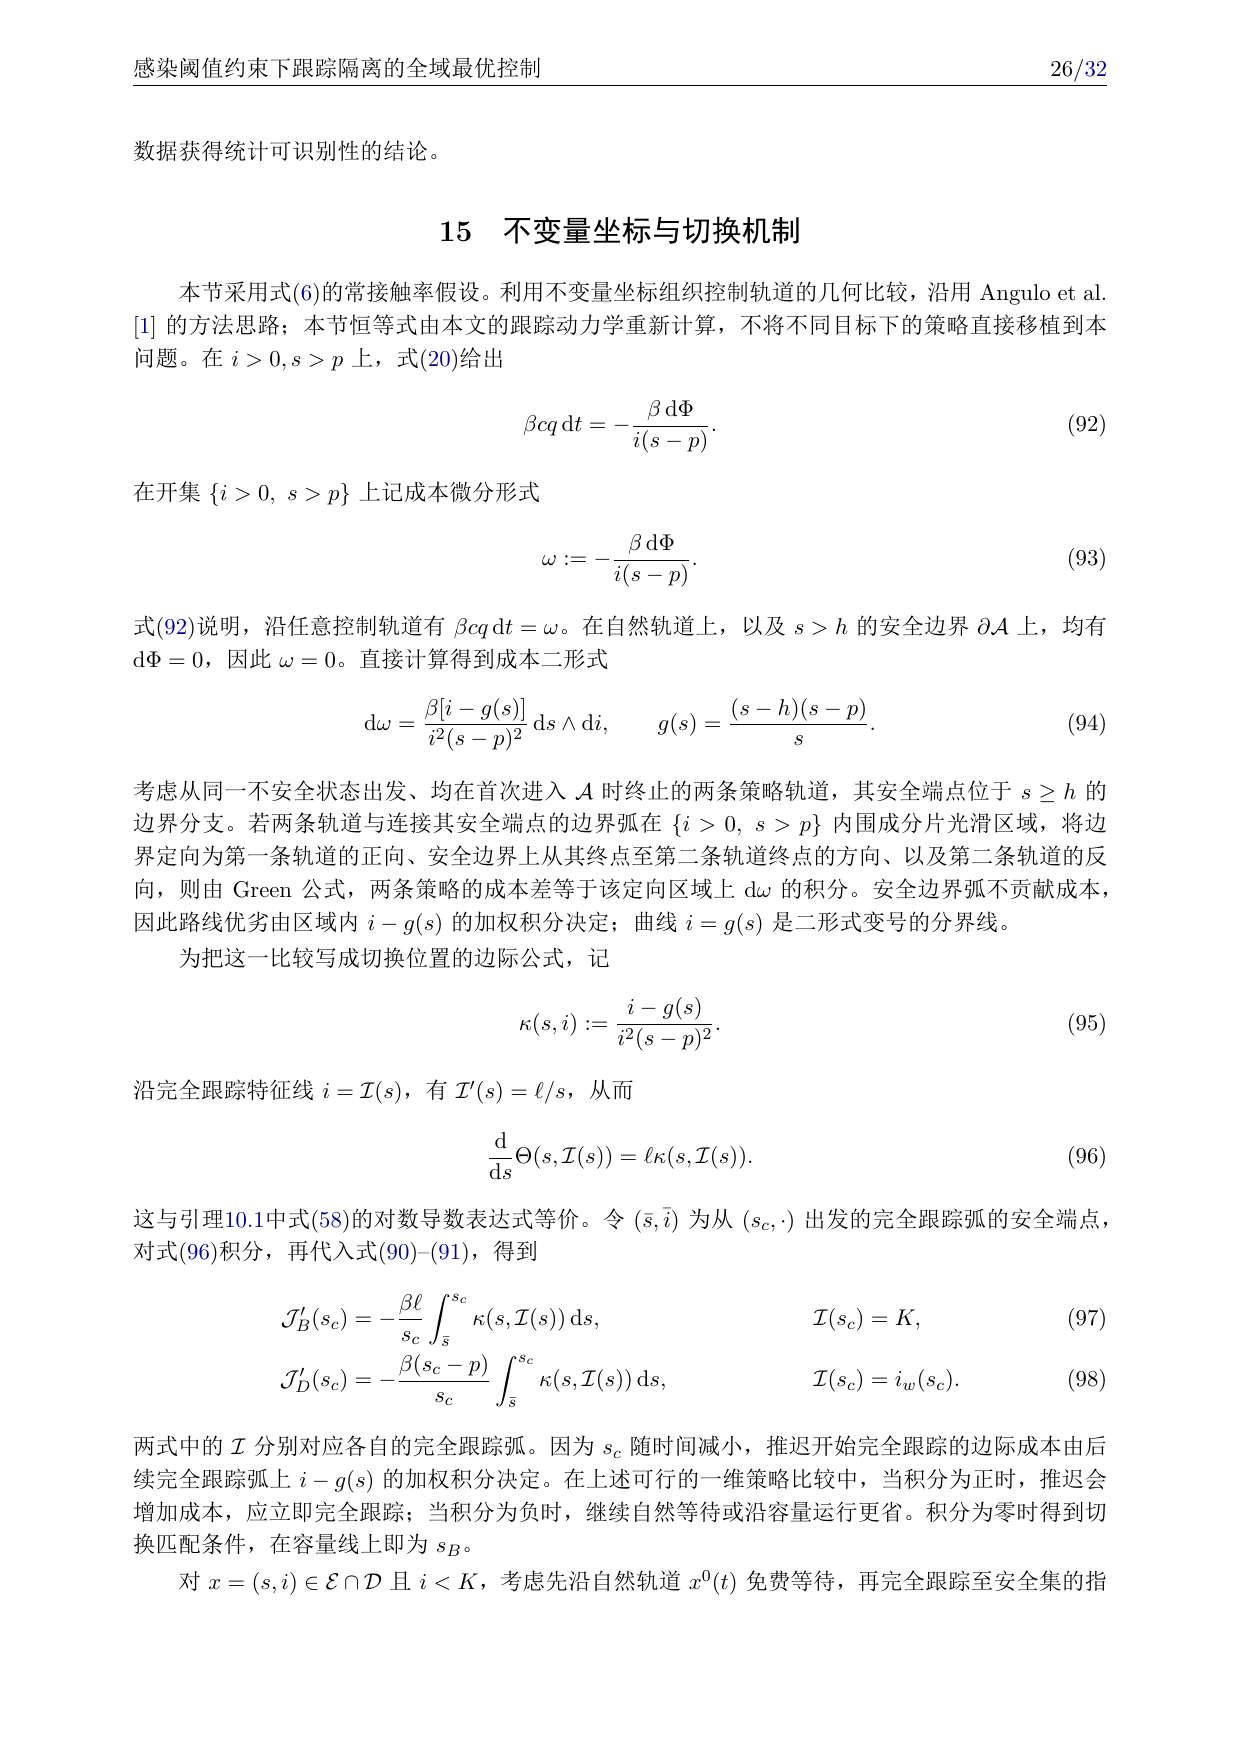 感染阈值约束下跟踪隔离的全域最优控制 26/32
数据获得统计可识别性的结论。
15 不变量坐标与切换机制
本节采用式(6)的常接触率假设。利用不变量坐标组织控制轨道的几何比较，沿用 Angulo et al.
[1] 的方法思路；本节恒等式由本文的跟踪动力学重新计算，不将不同目标下的策略直接移植到本
问题。在 i > 0, s > p 上，式(20)给出
βcq dt = − β dΦ / i(s − p). (92)
在开集 {i > 0, s > p} 上记成本微分形式
ω := − β dΦ / i(s − p). (93)
式(92)说明，沿任意控制轨道有 βcq dt = ω。在自然轨道上，以及 s > h 的安全边界 ∂𝒜 上，均有
dΦ = 0，因此 ω = 0。直接计算得到成本二形式
dω = β[i − g(s)] / i²(s − p)² ds ∧ di, g(s) = (s − h)(s − p) / s. (94)
考虑从同一不安全状态出发、均在首次进入 𝒜 时终止的两条策略轨道，其安全端点位于 s ≥ h 的
边界分支。若两条轨道与连接其安全端点的边界弧在 {i > 0, s > p} 内围成分片光滑区域，将边
界定向为第一条轨道的正向、安全边界上从其终点至第二条轨道终点的方向、以及第二条轨道的反
向，则由 Green 公式，两条策略的成本差等于该定向区域上 dω 的积分。安全边界弧不贡献成本，
因此路线优劣由区域内 i − g(s) 的加权积分决定；曲线 i = g(s) 是二形式变号的分界线。
为把这一比较写成切换位置的边际公式，记
κ(s, i) := i − g(s) / i²(s − p)². (95)
沿完全跟踪特征线 i = ℐ(s)，有 ℐ′(s) = ℓ/s，从而
d/ds Θ(s, ℐ(s)) = ℓκ(s, ℐ(s)). (96)
这与引理10.1中式(58)的对数导数表达式等价。令 (s̄, ī) 为从 (s_c, ·) 出发的完全跟踪弧的安全端点，
对式(96)积分，再代入式(90)–(91)，得到
𝒥′_B(s_c) = − βℓ/s_c ∫_s̄^{s_c} κ(s, ℐ(s)) ds, ℐ(s_c) = K, (97)
𝒥′_D(s_c) = − β(s_c − p)/s_c ∫_s̄^{s_c} κ(s, ℐ(s)) ds, ℐ(s_c) = i_w(s_c). (98)
两式中的 ℐ 分别对应各自的完全跟踪弧。因为 s_c 随时间减小，推迟开始完全跟踪的边际成本由后
续完全跟踪弧上 i − g(s) 的加权积分决定。在上述可行的一维策略比较中，当积分为正时，推迟会
增加成本，应立即完全跟踪；当积分为负时，继续自然等待或沿容量运行更省。积分为零时得到切
换匹配条件，在容量线上即为 s_B。
对 x = (s, i) ∈ ℰ ∩ 𝒟 且 i < K，考虑先沿自然轨道 x⁰(t) 免费等待，再完全跟踪至安全集的指